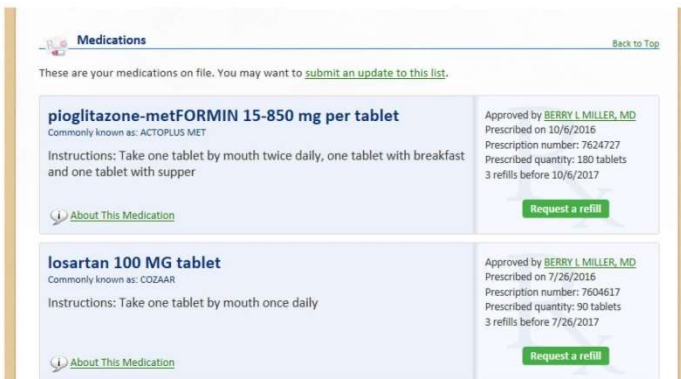 Medications
Back to Top
These are your medications on file. You may want to submit an update to this list.
pioglitazone-metFORMIN 15-850 mg per tablet
Commonly known as: ACTOPLUS MET
Instructions: Take one tablet by mouth twice daily, one tablet with breakfast
and one tablet with supper
About This Medication
Approved by BERRY L MILLER, MD
Prescribed on 10/6/2016
Prescription number: 7624727
Prescribed quantity: 180 tablets
3 refills before 10/6/2017
Request a refill
losartan 100 MG tablet
Commonly known as: COZAAR
Instructions: Take one tablet by mouth once daily
About This Medication
Approved by BERRY L MILLER, MD
Prescribed on 7/26/2016
Prescription number: 7604617
Prescribed quantity: 90 tablets
3 refills before 7/26/2017
Request a refill